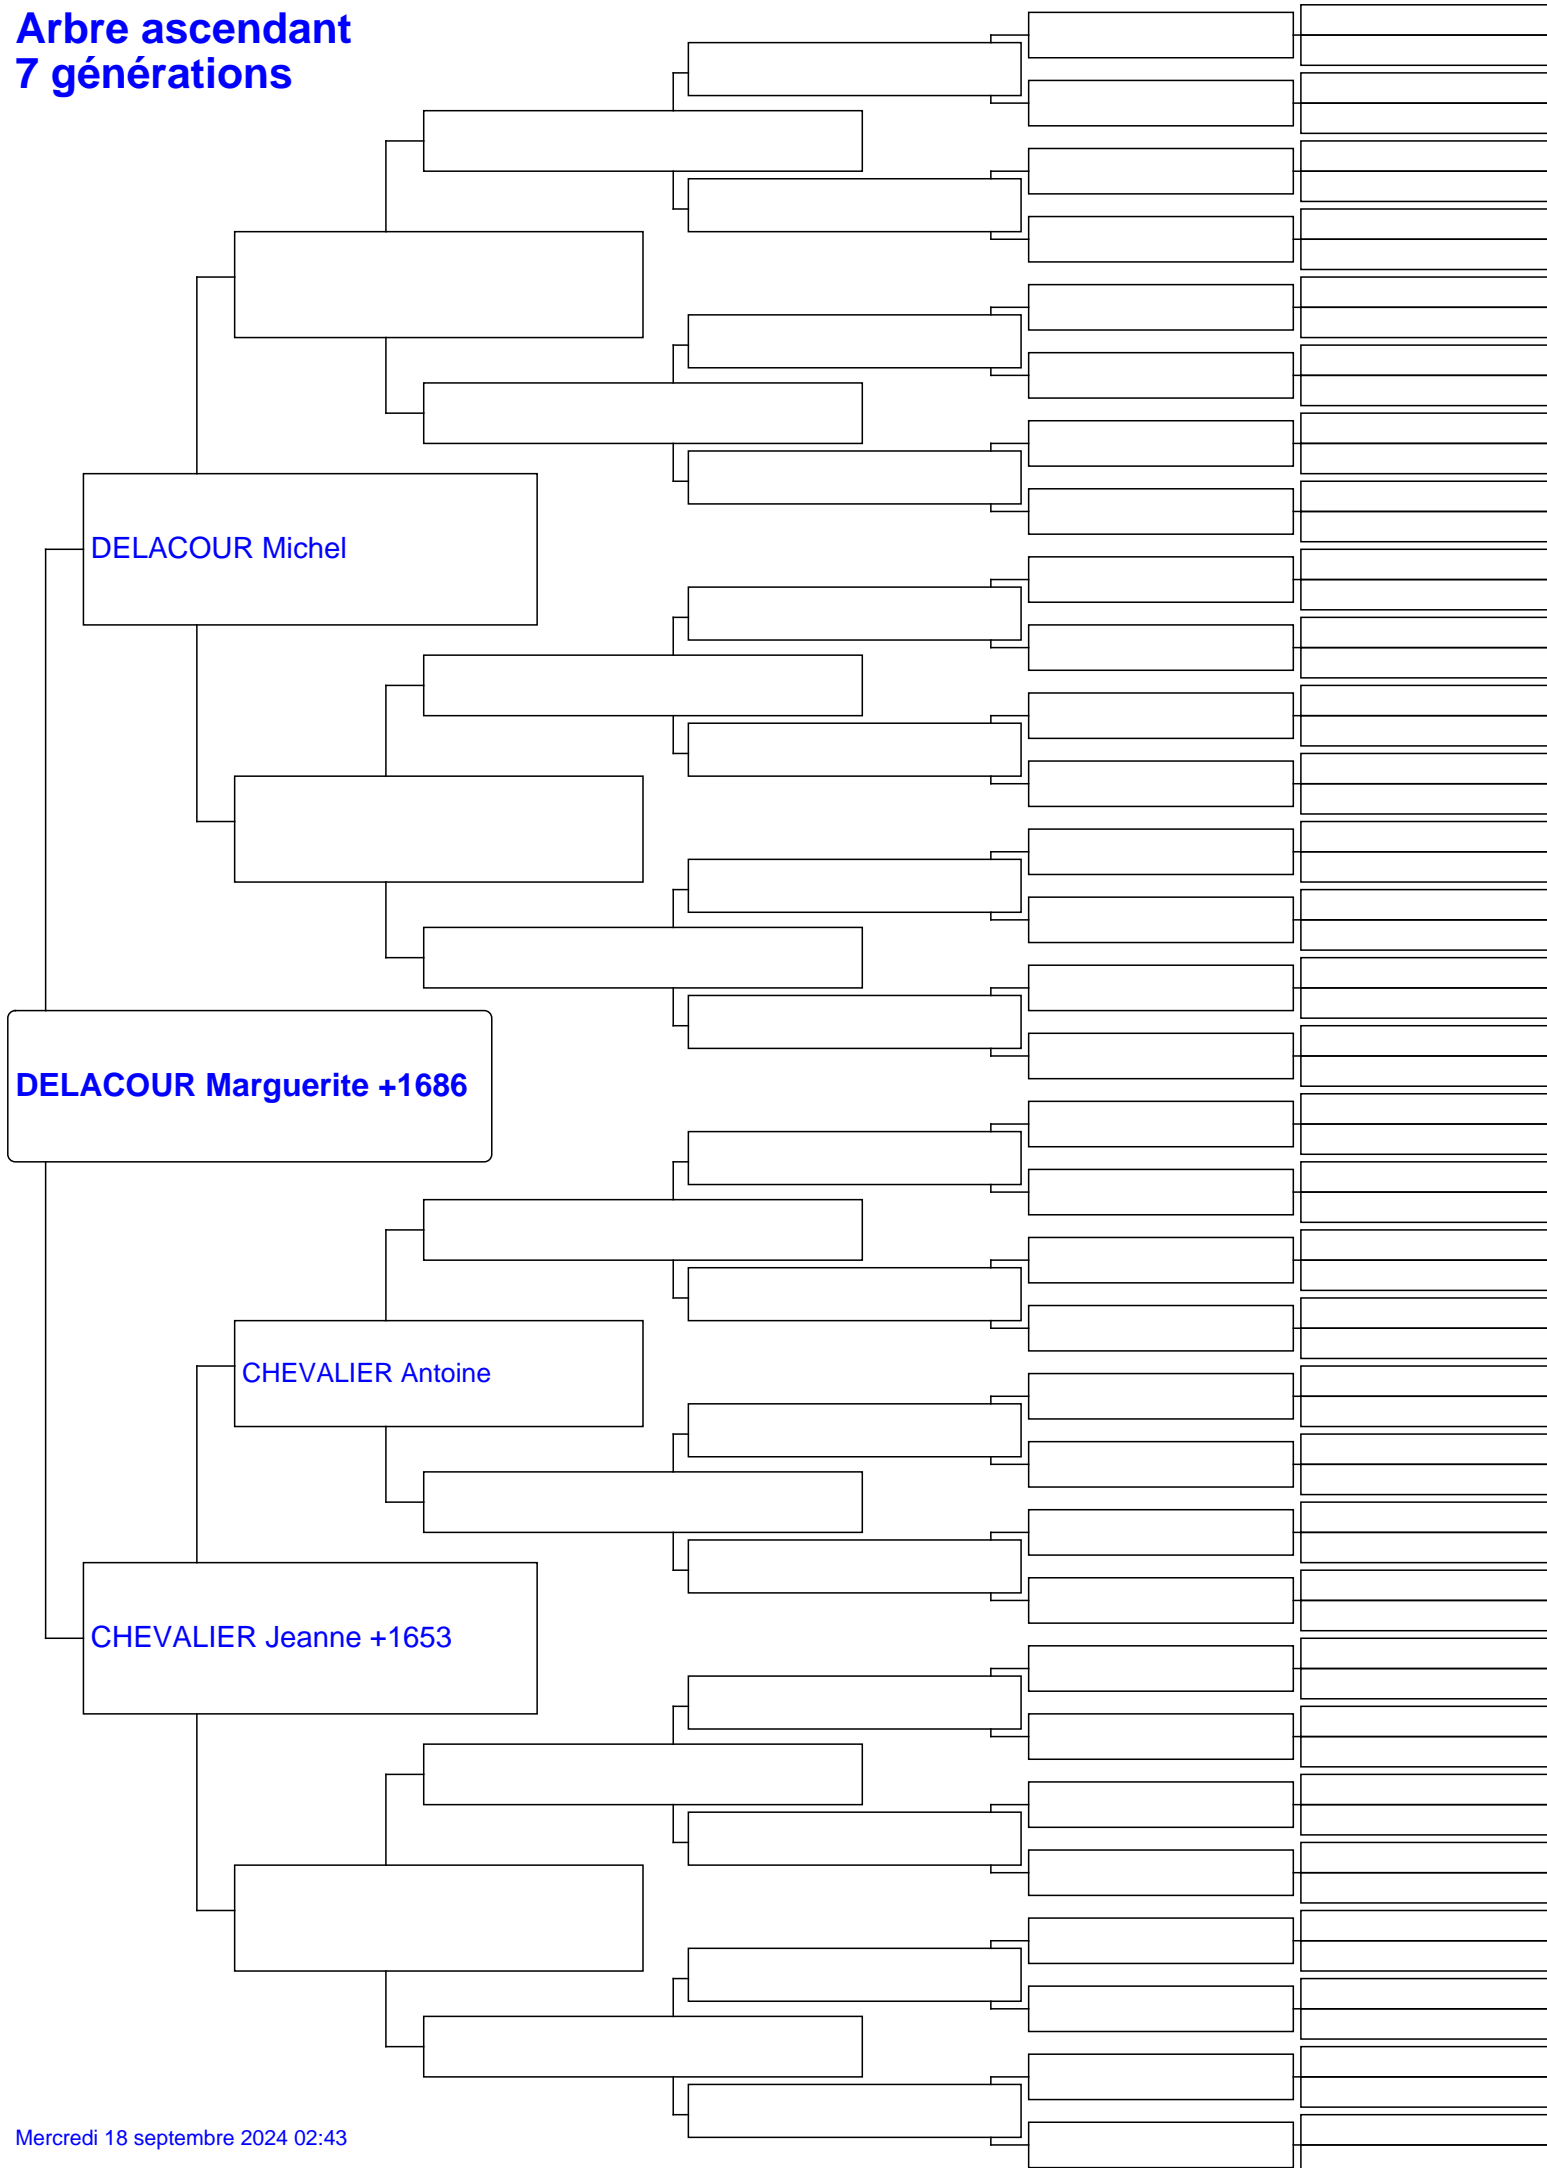 Arbre ascendant
7 générations
DELACOUR Michel
DELACOUR Marguerite +1686
CHEVALIER Antoine
CHEVALIER Jeanne +1653
Mercredi 18 septembre 2024 02:43